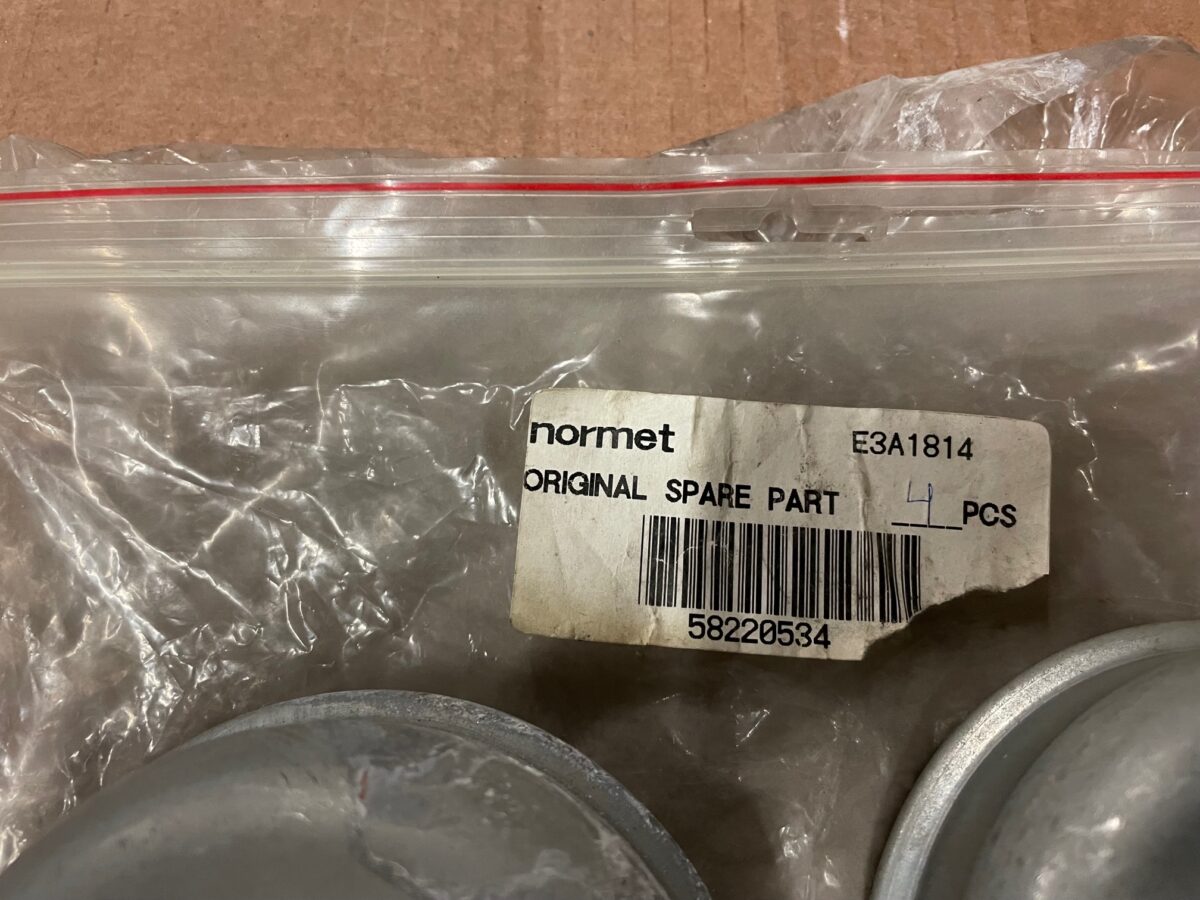 normet E3A1814
ORIGINAL SPARE PART 4 PCS
58220534